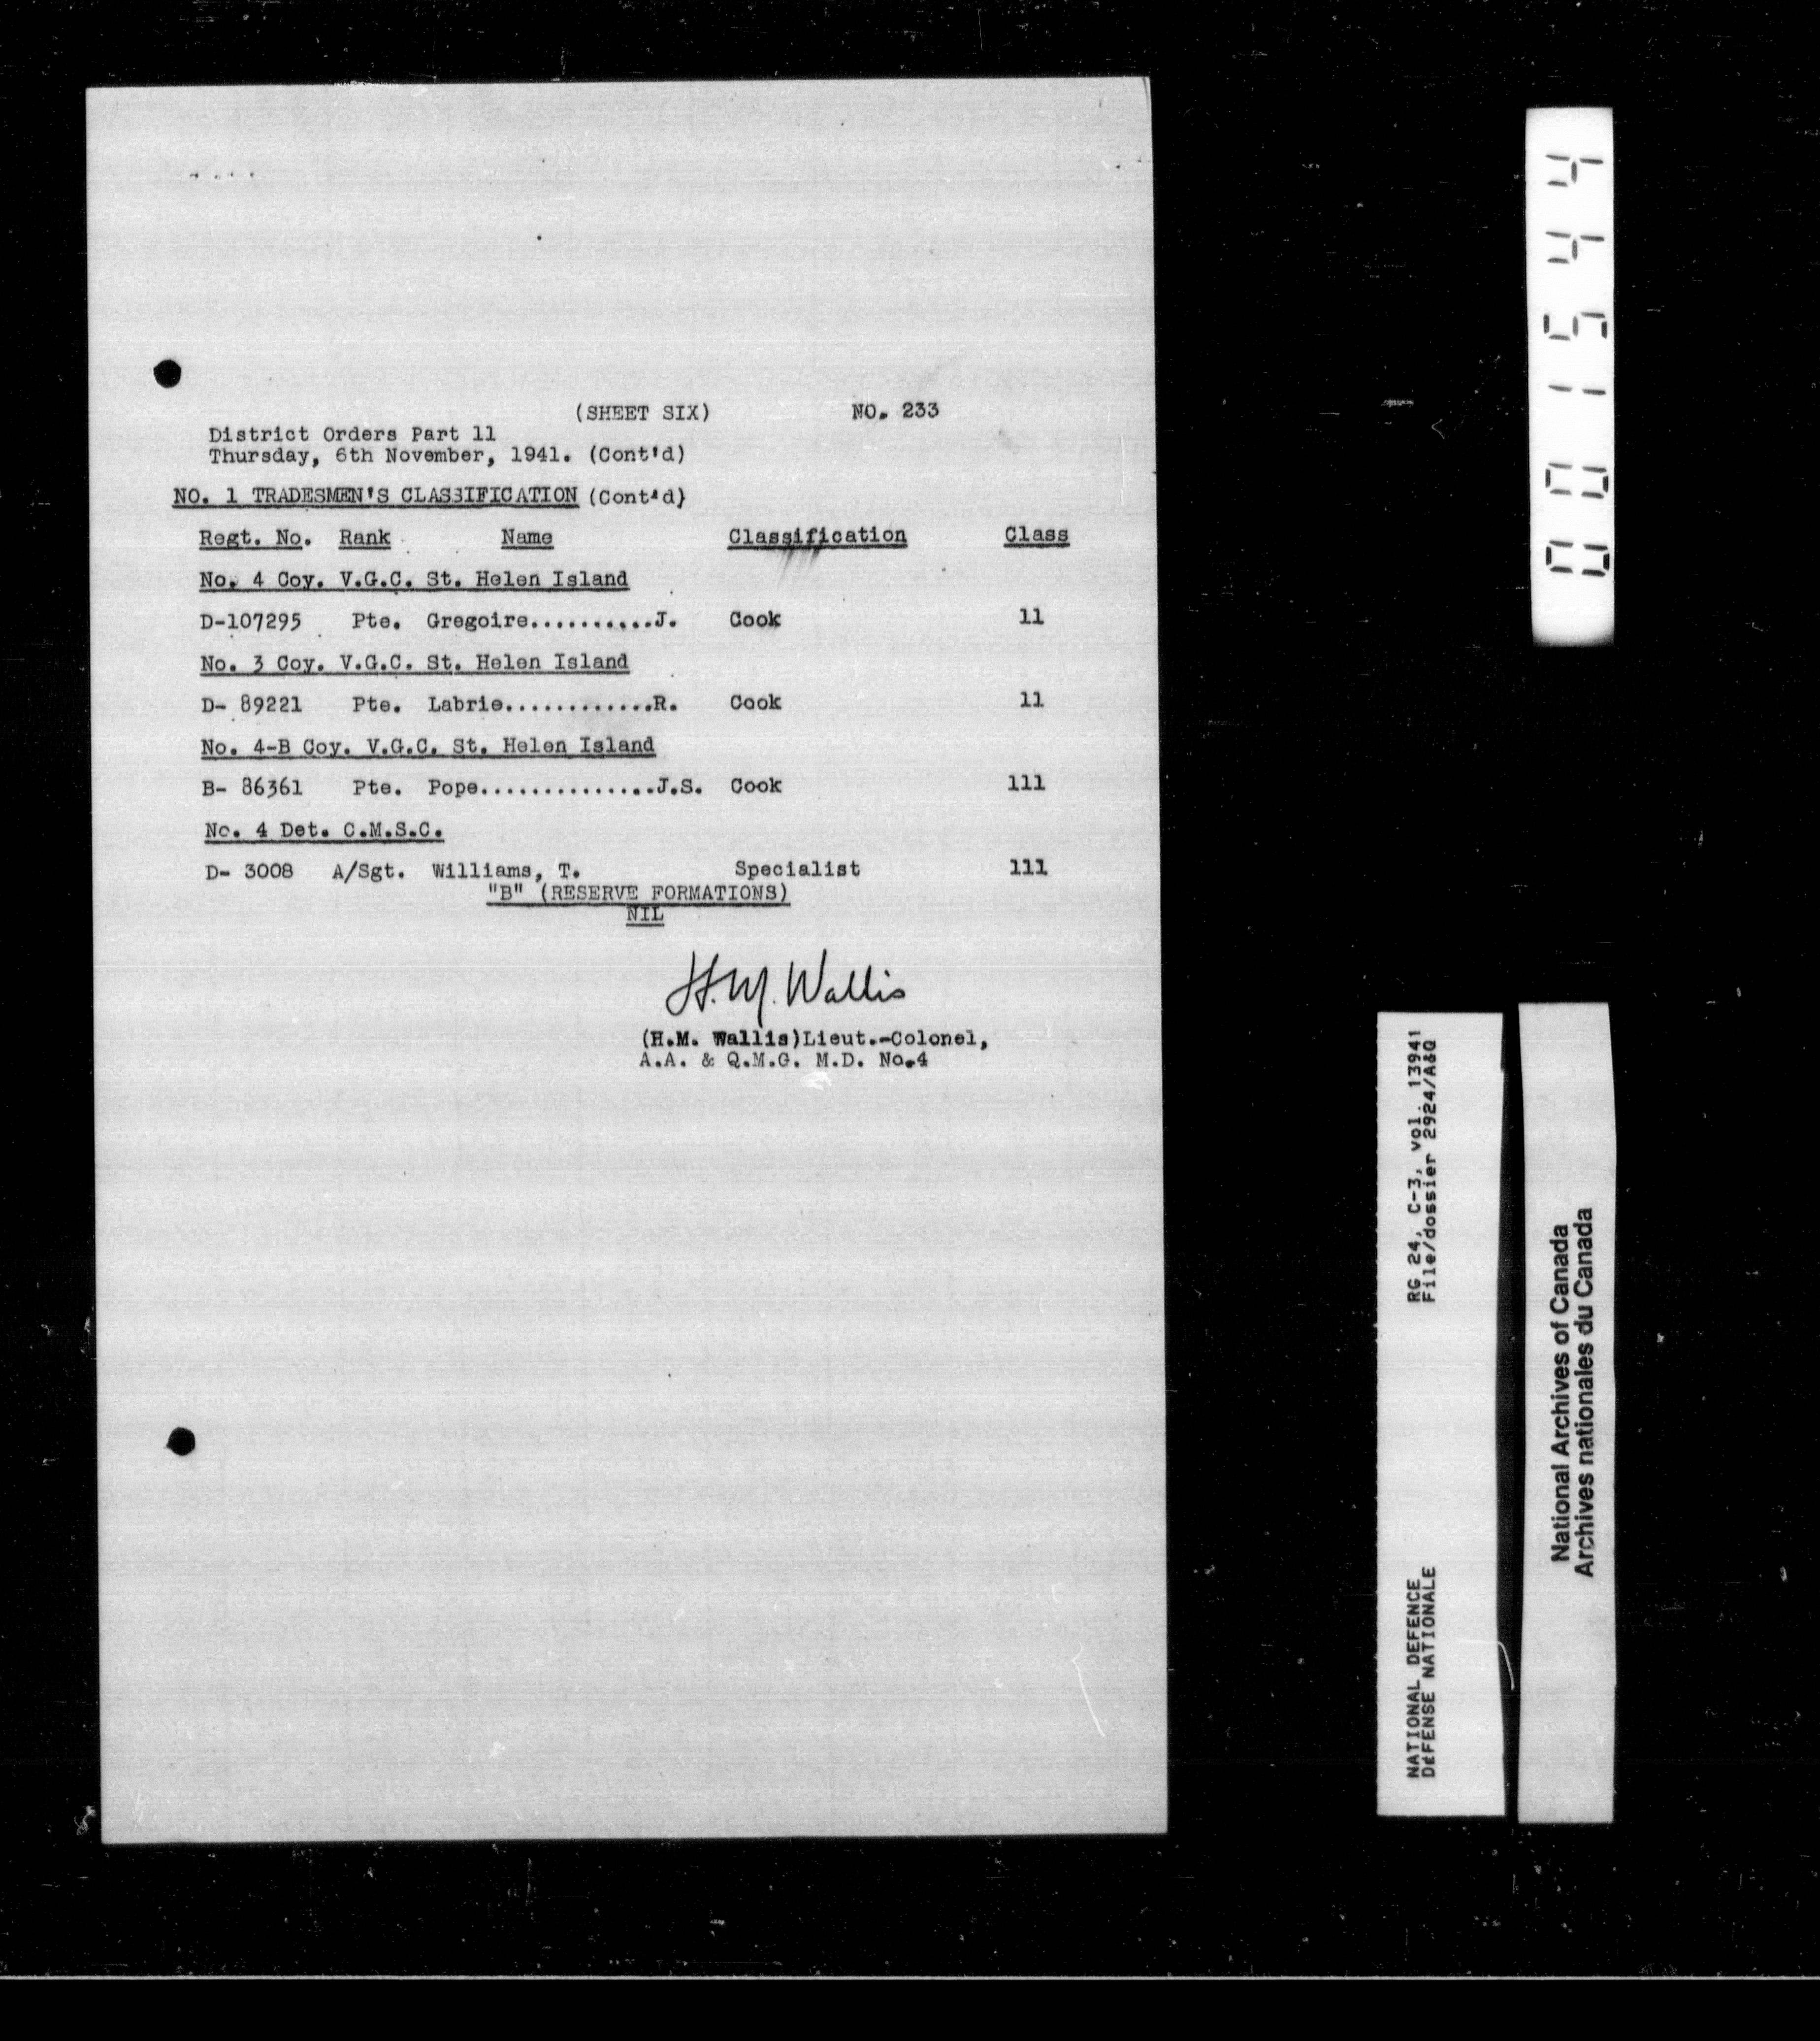 (SHEET SIX) NO. 233
District Orders Part 11
Thursday, 6th November, 1941. (Cont'd)
NO. 1 TRADESMEN'S CLASSIFICATION (Cont'd)
Regt. No. Rank Name Classification Class
No. 4 Coy. V.G.C. St. Helen Island
D-107295 Pte. Gregoire..........J. Cook 11
No. 3 Coy. V.G.C. St. Helen Island
D- 89221 Pte. Labrie............R. Cook 11
No. 4-B Coy. V.G.C. St. Helen Island
B- 86361 Pte. Pope..............J.S. Cook 111
No. 4 Det. C.M.S.C.
D- 3008 A/Sgt. Williams, T. Specialist 111
"B" (RESERVE FORMATIONS)
NIL
H.M. Wallis
(H.M. Wallis)Lieut.-Colonel,
A.A. & Q.M.G. M.D. No.4
001544
RG 24, C-3, vol. 13941
File/dossier 2924/A&Q
NATIONAL DEFENCE
DéFENSE NATIONALE
National Archives of Canada
Archives nationales du Canada